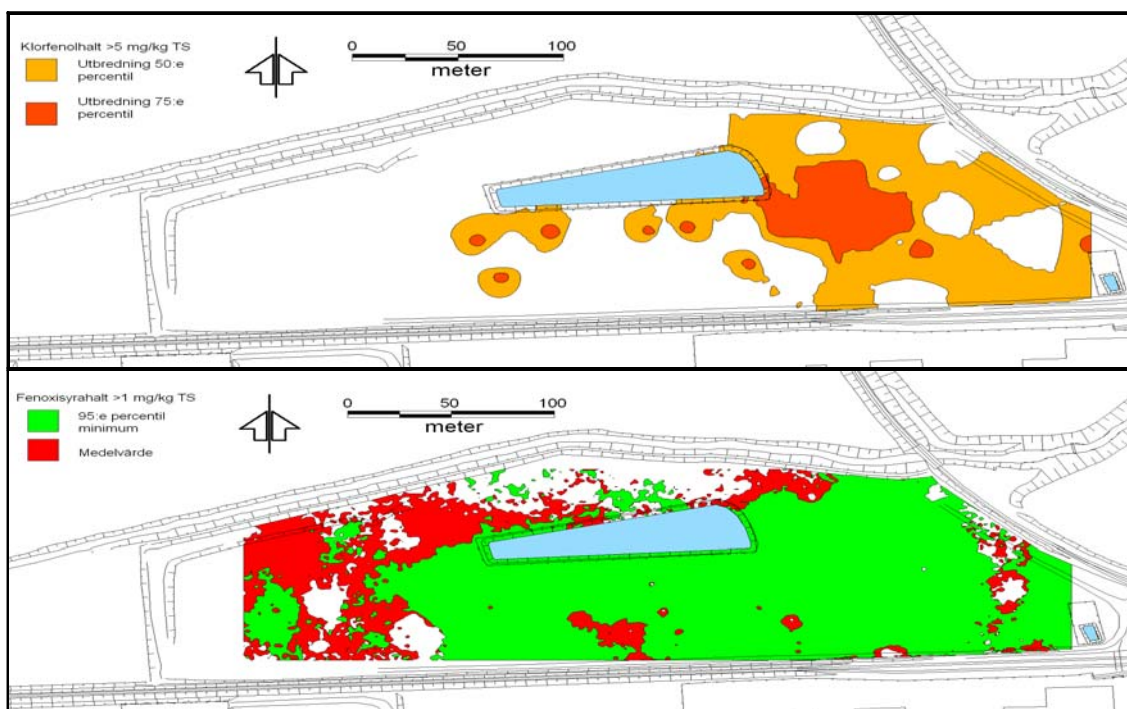 Klorfenolhalt >5 mg/kg TS
Utbredning 50:e
percentil
Utbredning 75:e
percentil
0 50 100
meter
Fenoxisyrahalt >1 mg/kg TS
95:e percentil
minimum
Medelvärde
0 50 100
meter